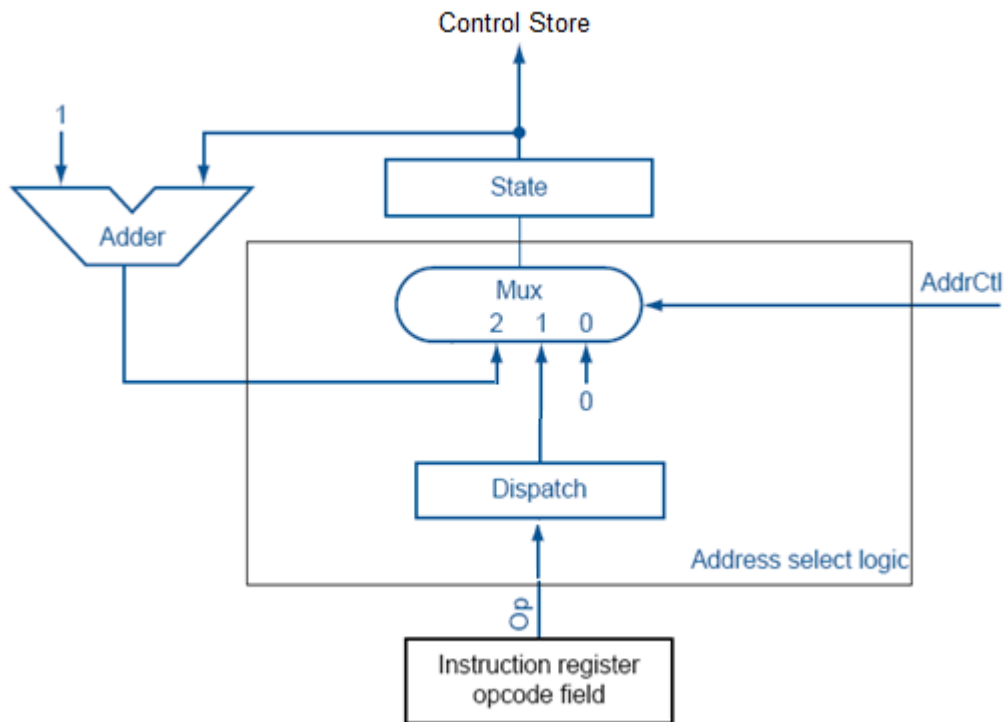 Control Store
1
State
Adder
Mux
AddrCtl
2 1 0
0
Dispatch
Address select logic
Op
Instruction register
opcode field